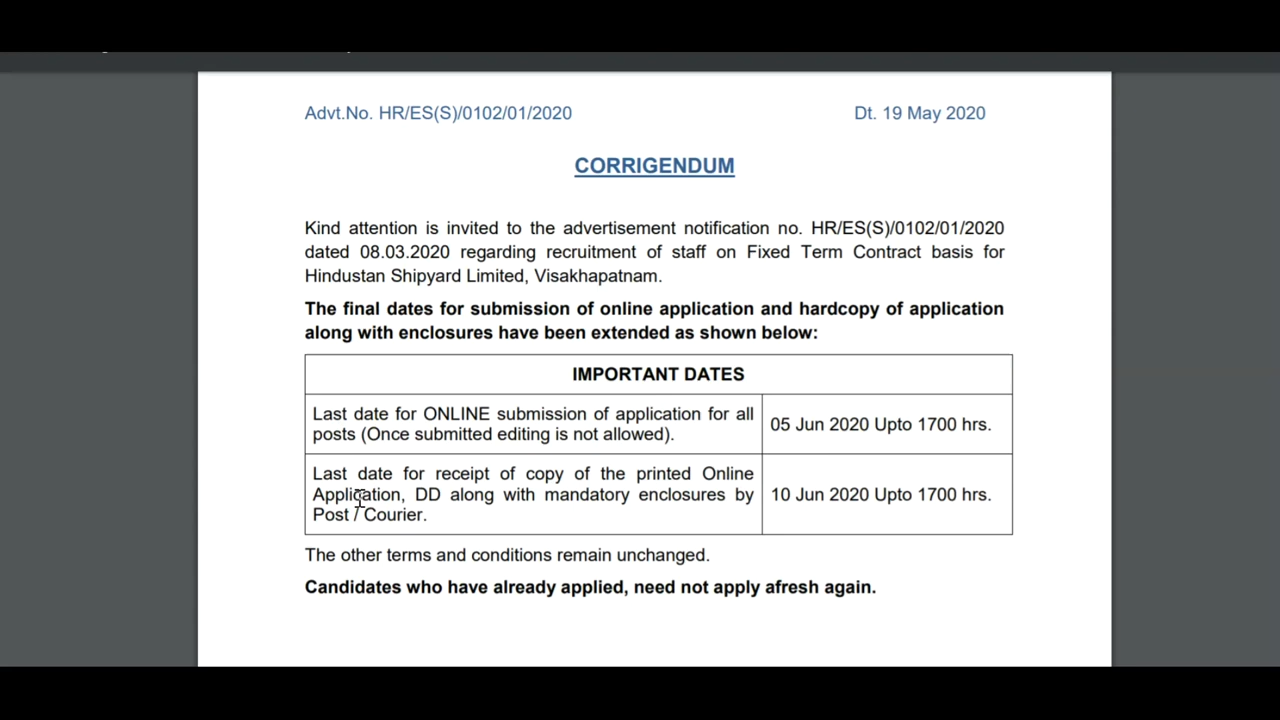 Advt.No. HR/ES(S)/0102/01/2020 Dt. 19 May 2020
CORRIGENDUM
Kind attention is invited to the advertisement notification no. HR/ES(S)/0102/01/2020
dated 08.03.2020 regarding recruitment of staff on Fixed Term Contract basis for
Hindustan Shipyard Limited, Visakhapatnam.
The final dates for submission of online application and hardcopy of application
along with enclosures have been extended as shown below:
IMPORTANT DATES
Last date for ONLINE submission of application for all
posts (Once submitted editing is not allowed).
05 Jun 2020 Upto 1700 hrs.
Last date for receipt of copy of the printed Online
Application, DD along with mandatory enclosures by
Post / Courier.
10 Jun 2020 Upto 1700 hrs.
The other terms and conditions remain unchanged.
Candidates who have already applied, need not apply afresh again.